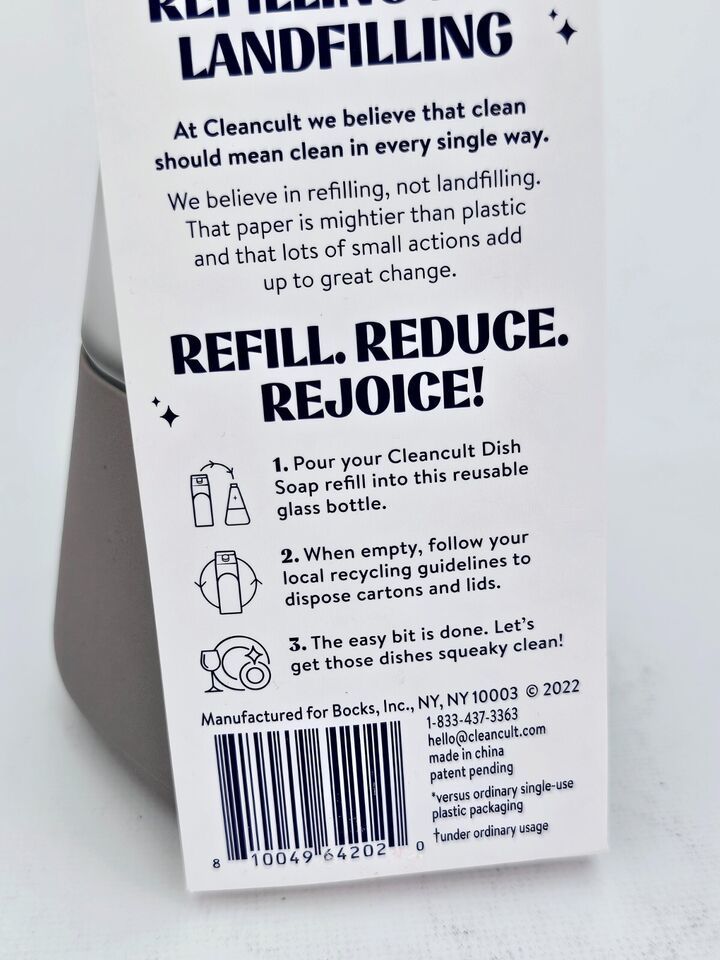 REFILLING
LANDFILLING
At Cleancult we believe that clean
should mean clean in every single way.
We believe in refilling, not landfilling.
That paper is mightier than plastic
and that lots of small actions add
up to great change.
REFILL. REDUCE.
REJOICE!
1. Pour your Cleancult Dish
Soap refill into this reusable
glass bottle.
2. When empty, follow your
local recycling guidelines to
dispose cartons and lids.
3. The easy bit is done. Let's
get those dishes squeaky clean!
Manufactured for Bocks, Inc., NY, NY 10003 © 2022
1-833-437-3363
hello@cleancult.com
made in china
patent pending
*versus ordinary single-use
plastic packaging
†under ordinary usage
8 10049 64202 0